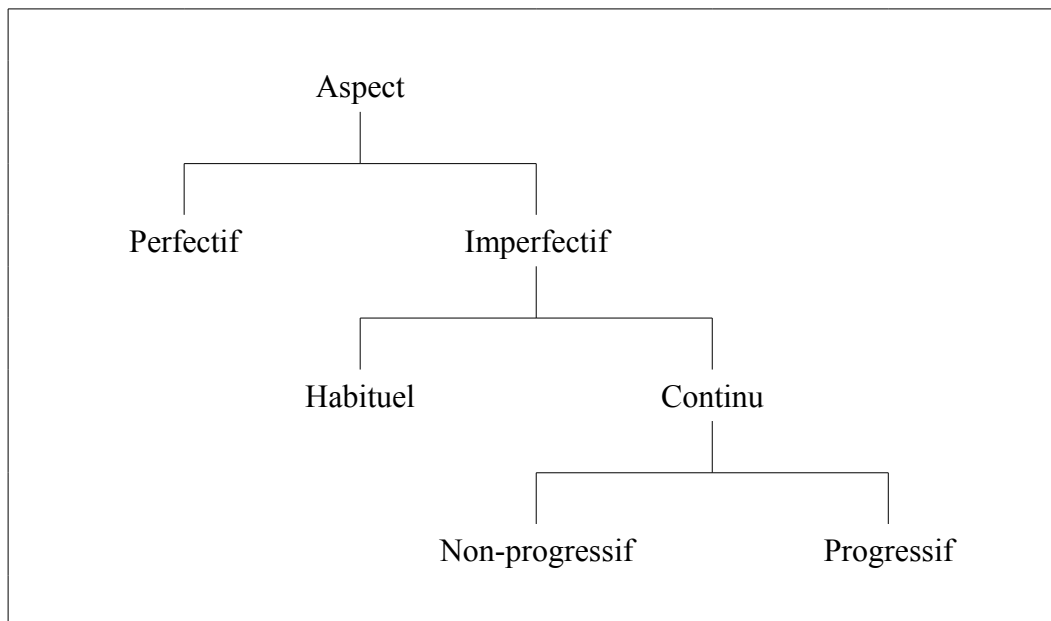 Aspect
Perfectif Imperfectif
Habituel Continu
Non-progressif Progressif